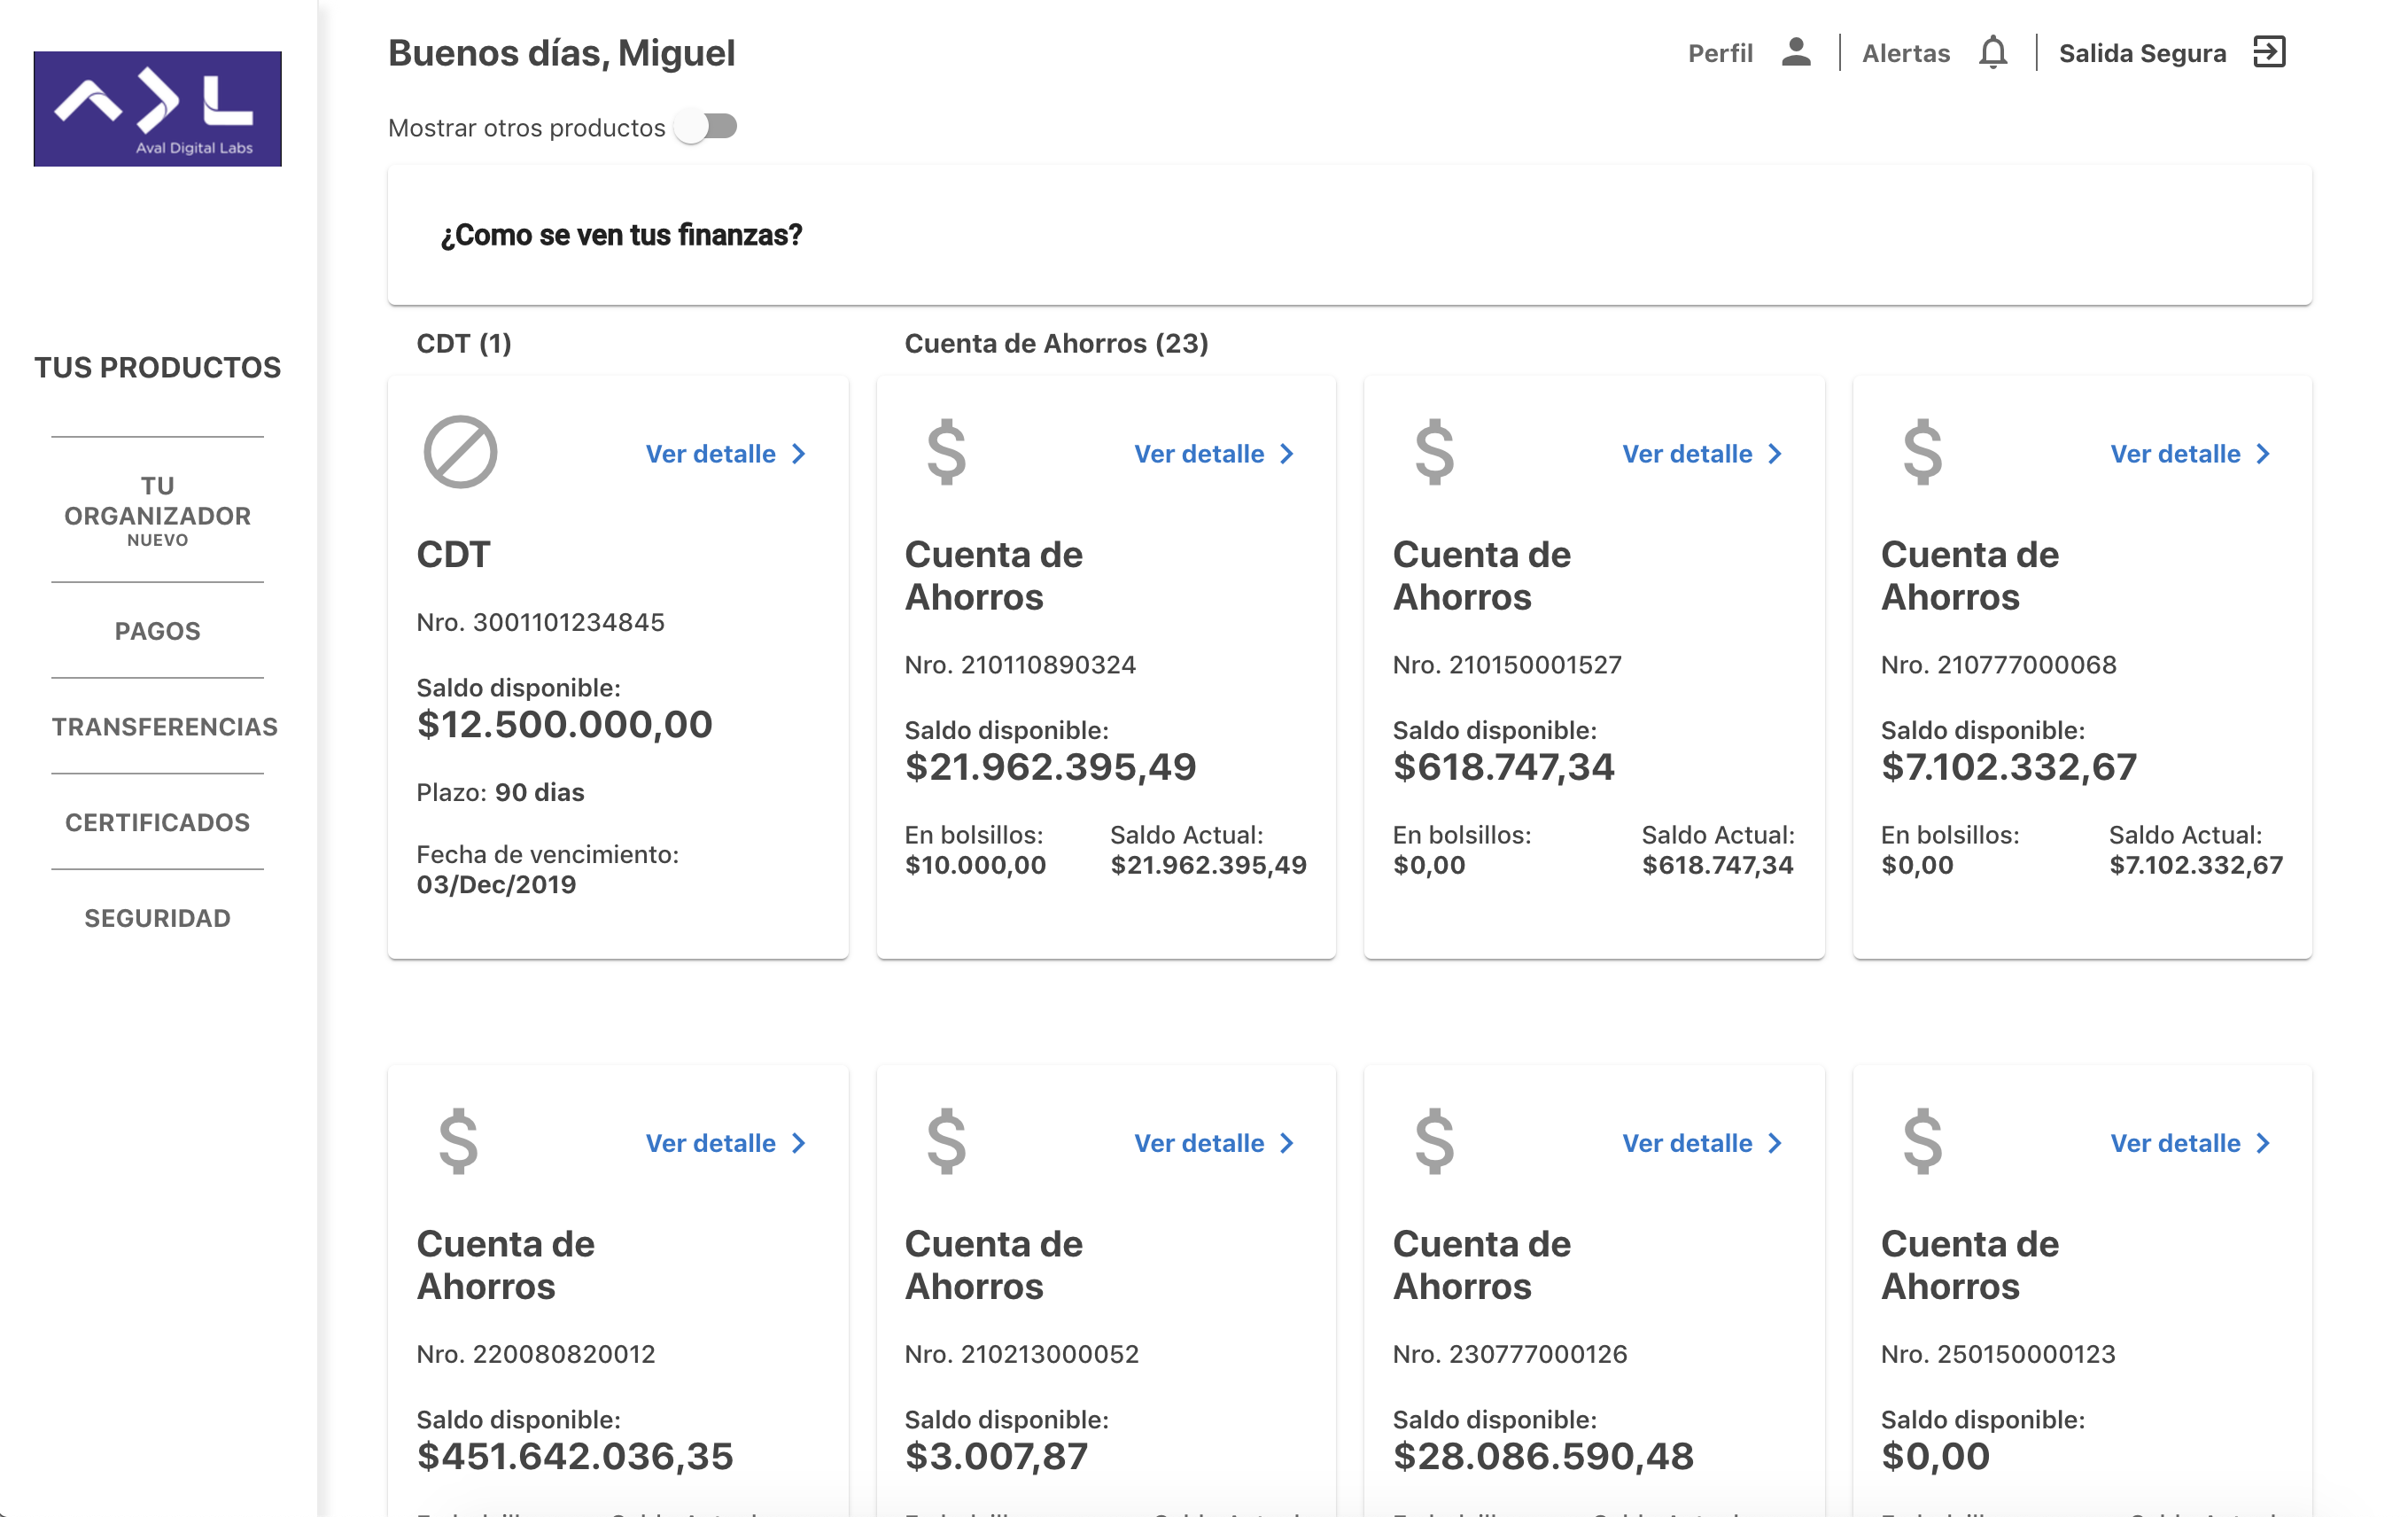 Aval Digital Labs
TUS PRODUCTOS
TU
ORGANIZADOR
NUEVO
PAGOS
TRANSFERENCIAS
CERTIFICADOS
SEGURIDAD
Buenos días, Miguel
Perfil
Alertas
Salida Segura
Mostrar otros productos
¿Como se ven tus finanzas?
CDT (1)
Ver detalle
CDT
Nro. 3001101234845
Saldo disponible:
$12.500.000,00
Plazo: 90 dias
Fecha de vencimiento:
03/Dec/2019
Cuenta de Ahorros (23)
$
Ver detalle
Cuenta de
Ahorros
Nro. 210110890324
Saldo disponible:
$21.962.395,49
En bolsillos: Saldo Actual:
$10.000,00 $21.962.395,49
$
Ver detalle
Cuenta de
Ahorros
Nro. 210150001527
Saldo disponible:
$618.747,34
En bolsillos: Saldo Actual:
$0,00 $618.747,34
$
Ver detalle
Cuenta de
Ahorros
Nro. 210777000068
Saldo disponible:
$7.102.332,67
En bolsillos: Saldo Actual:
$0,00 $7.102.332,67
$
Ver detalle
Cuenta de
Ahorros
Nro. 220080820012
Saldo disponible:
$451.642.036,35
$
Ver detalle
Cuenta de
Ahorros
Nro. 210213000052
Saldo disponible:
$3.007,87
$
Ver detalle
Cuenta de
Ahorros
Nro. 230777000126
Saldo disponible:
$28.086.590,48
$
Ver detalle
Cuenta de
Ahorros
Nro. 250150000123
Saldo disponible:
$0,00